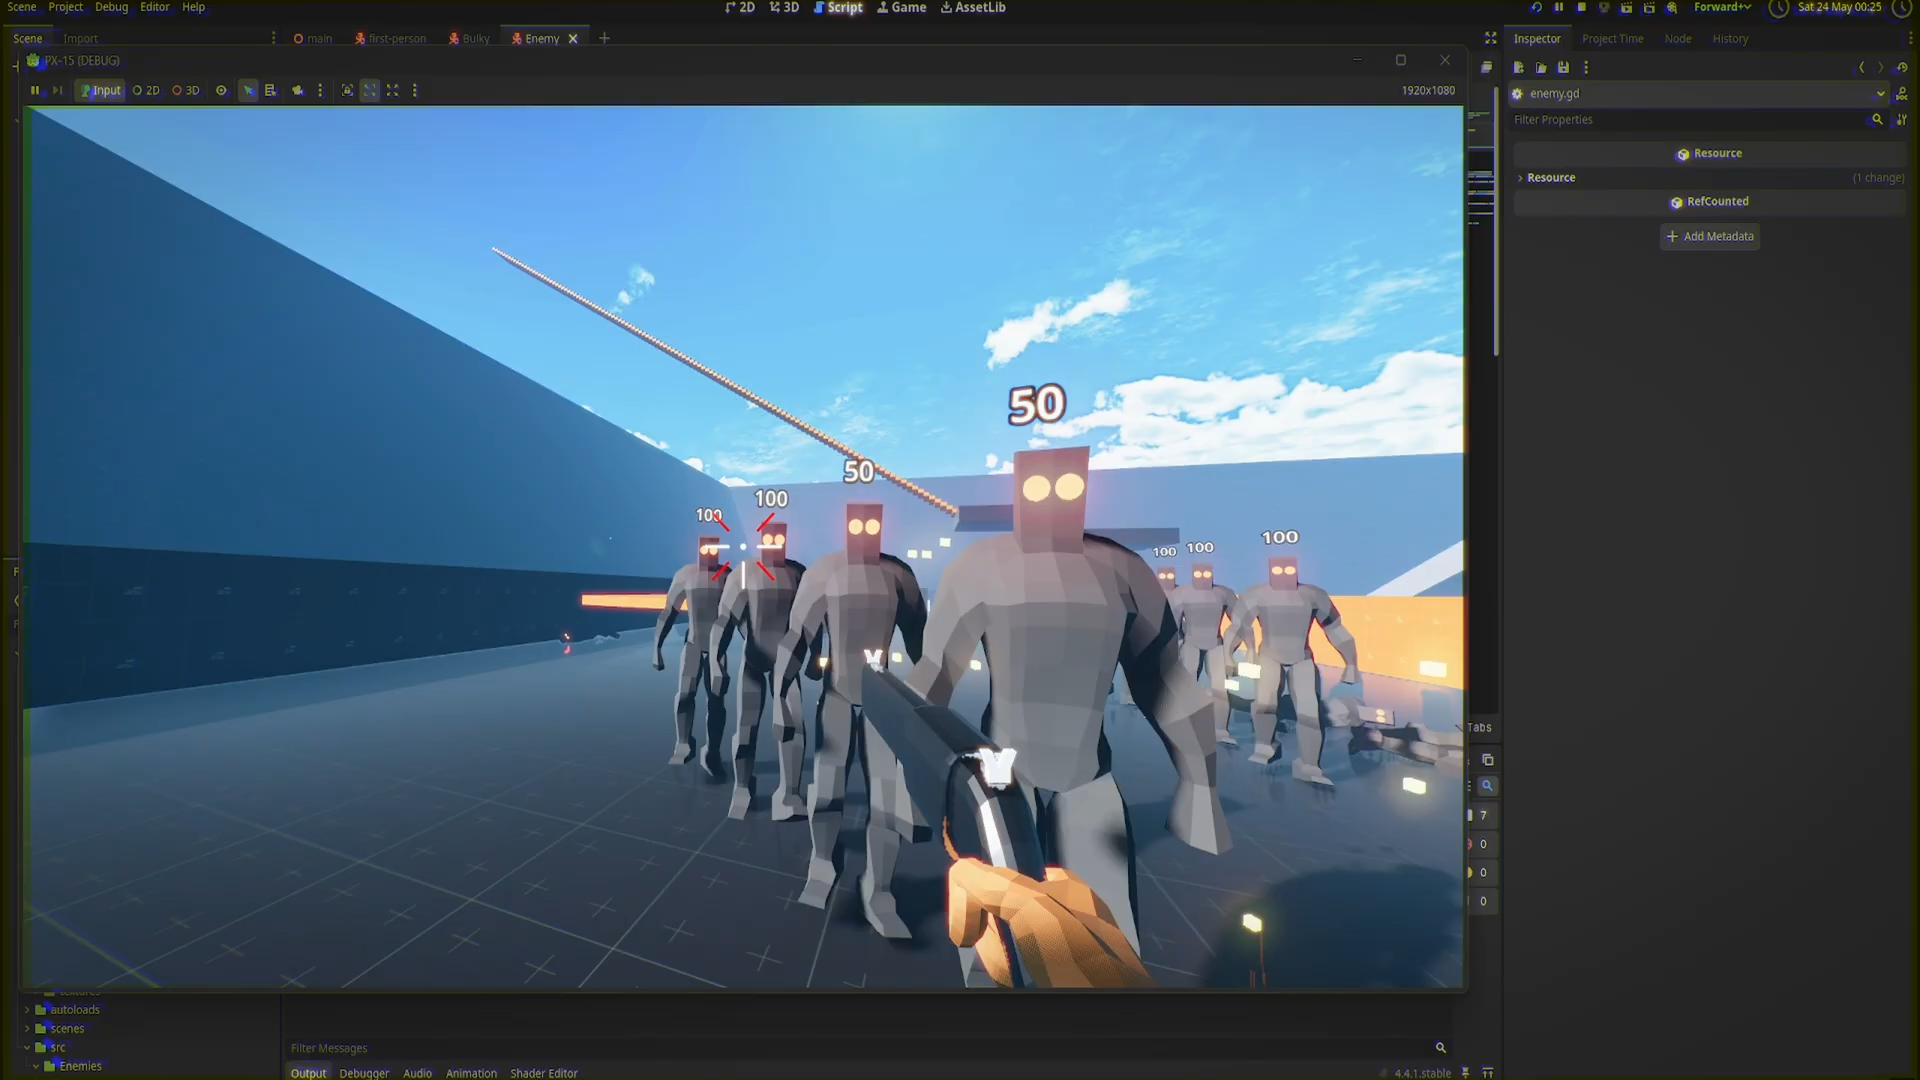 Scene Project Debug Editor Help
2D 3D Script Game AssetLib
Forward+
Sat 24 May 00:25
Scene Import
main first-person Bulky Enemy
Inspector Project Time Node History
PX-15 (DEBUG)
Input 2D 3D
1920x1080
enemy.gd
Filter Properties
Resource
Resource (1 change)
RefCounted
Add Metadata
50
50
100
100
100
100
100
Tabs
7
0
0
0
textures
autoloads
scenes
src
Enemies
Filter Messages
Output Debugger Audio Animation Shader Editor
4.4.1.stable